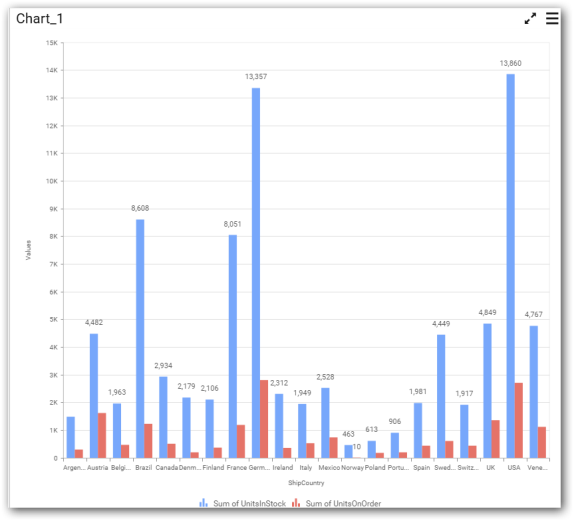 Chart_1
15K
14K
13K
12K
11K
10K
9K
8K
7K
6K
5K
4K
3K
2K
1K
0
Values
4,482
1,963
8,608
2,934
2,179
2,106
8,051
13,357
2,312
1,949
2,528
463
10
613
906
1,981
4,449
1,917
4,849
13,860
4,767
Argen... Austria Belgi... Brazil Canada Denm... Finland France Germ... Ireland Italy Mexico Norway Poland Portu... Spain Swed... Switz... UK USA Vene...
ShipCountry
Sum of UnitsInStock Sum of UnitsOnOrder